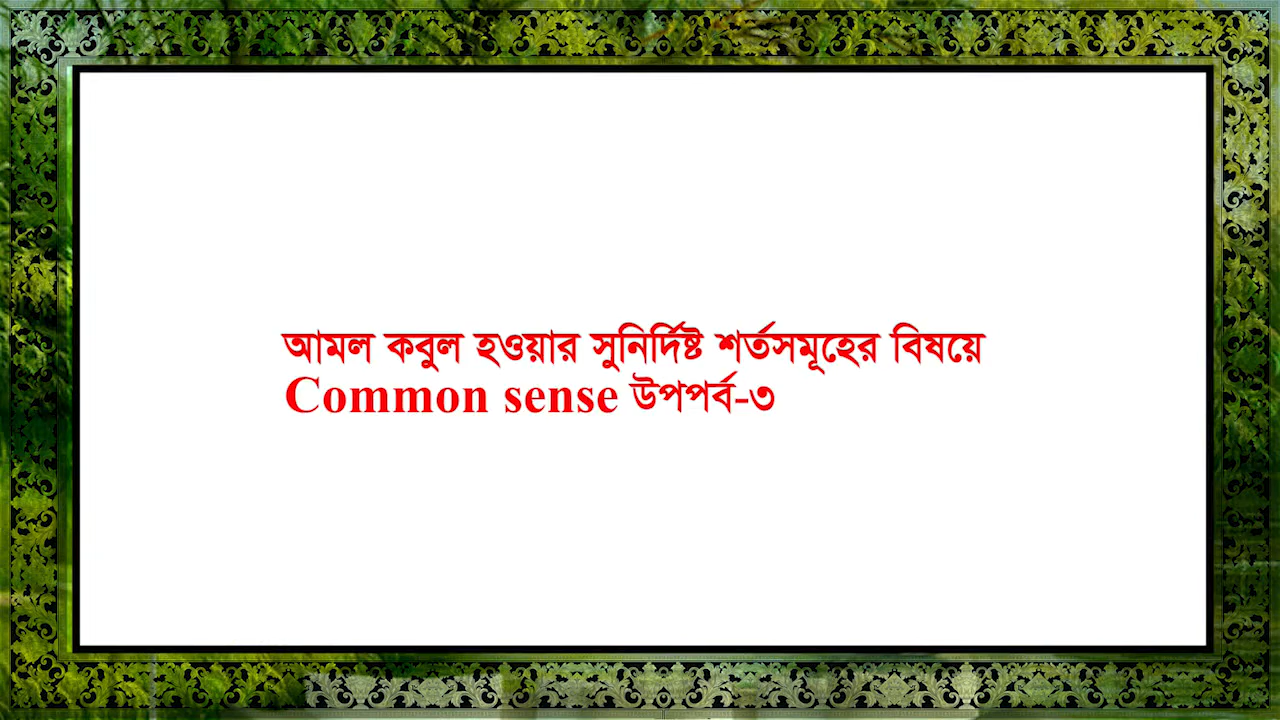 আমল কবুল হওয়ার সুনির্দিষ্ট শর্তসমূহের বিষয়ে
Common sense উপপর্ব-৩